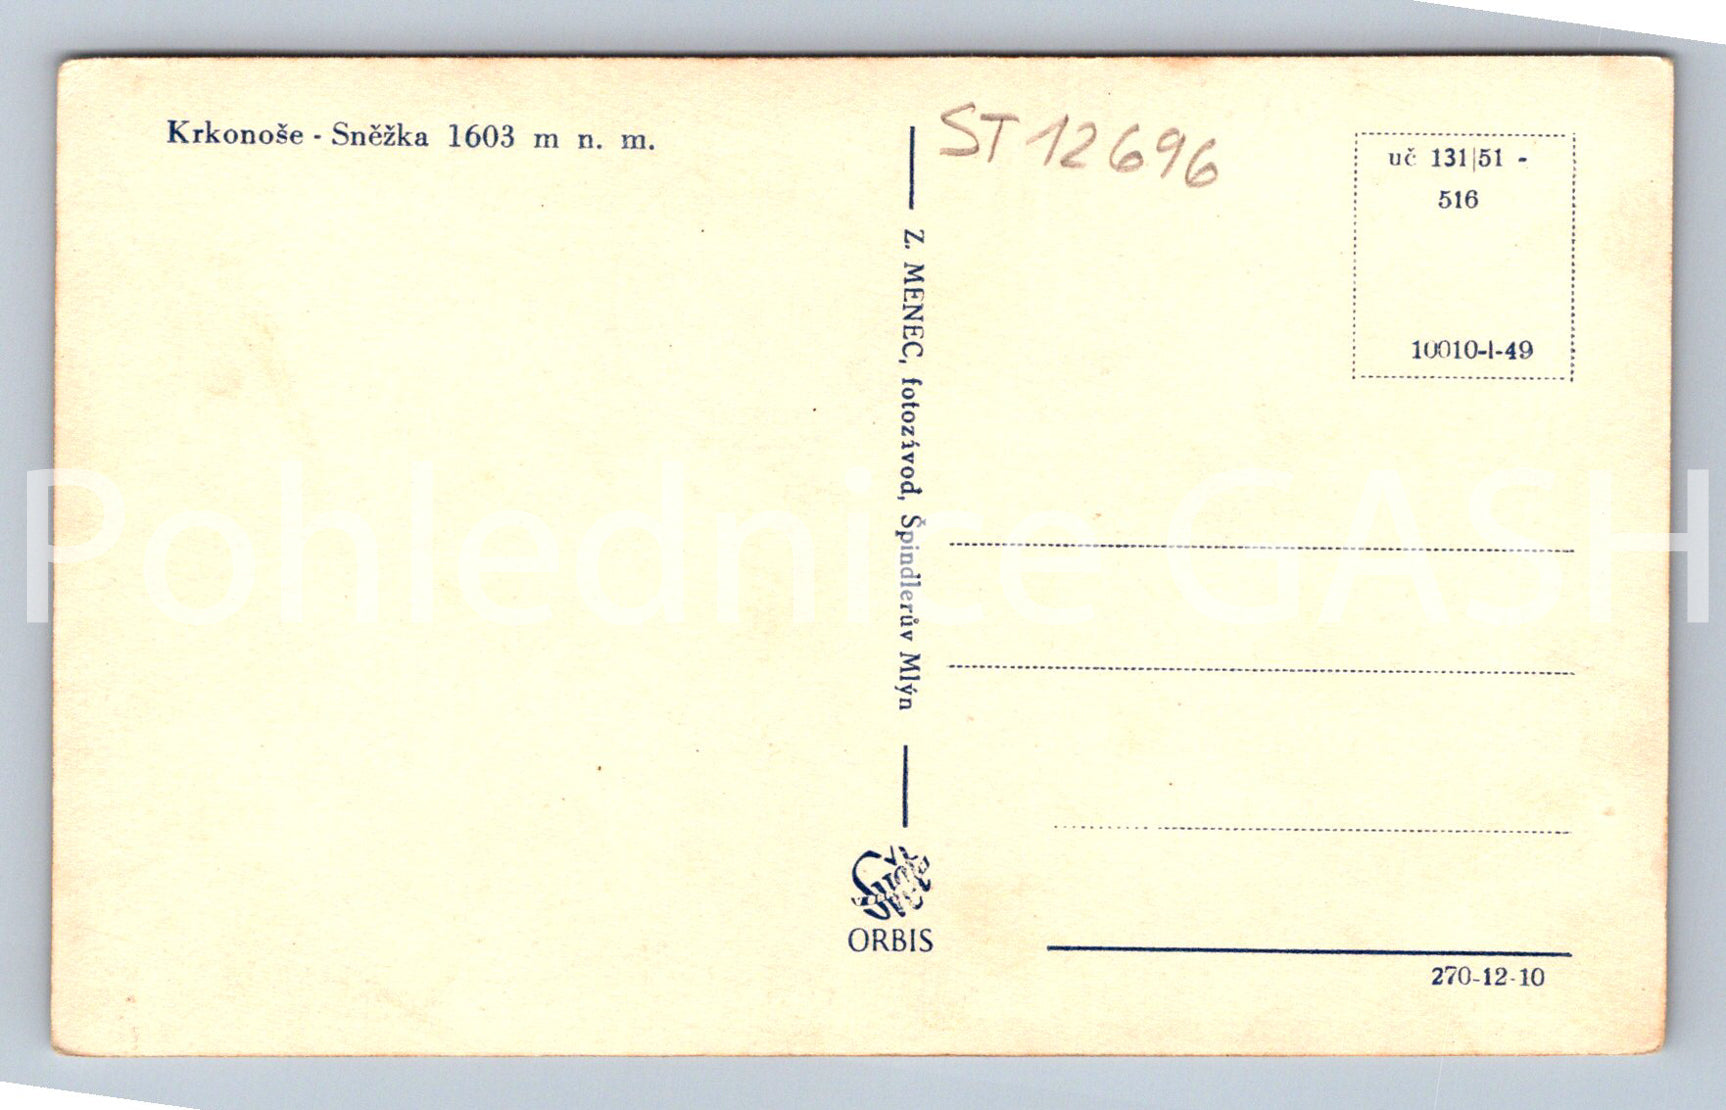 Krkonoše - Sněžka 1603 m n. m.
ST 12696
uč 131|51 -
516
10010-I-49
Z. MENEC, fotozávod, Špindlerův Mlýn
Pohlednice GASH
ORBIS
270-12-10